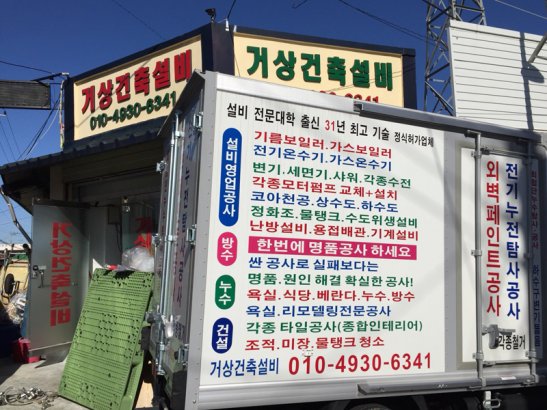 거상건축설비
010-4930-6341
거상건축설비
6341
설비 전문대학 출신 31년 최고 기술 정식허가업체
설비영업공사
기름보일러.가스보일러
전기온수기.가스온수기
변기.세면기.샤워.각종수전
각종모터펌프 교체+설치
코아천공.상수도.하수도
정화조.물탱크.수도위생설비
난방설비.용접배관.기계설비
방수
한번에 명품공사 하세요
싼 공사로 실패보다는
누수
명품.원인 해결 확실한 공사!
욕실.식당.베란다.누수.방수
욕실.리모델링전문공사
건설
각종 타일공사(종합인테리어)
조적.미장.물탱크 청소
거상건축설비 010-4930-6341
전기누전탐사공사
외벽페인트공사
각종철거
거상건축설비